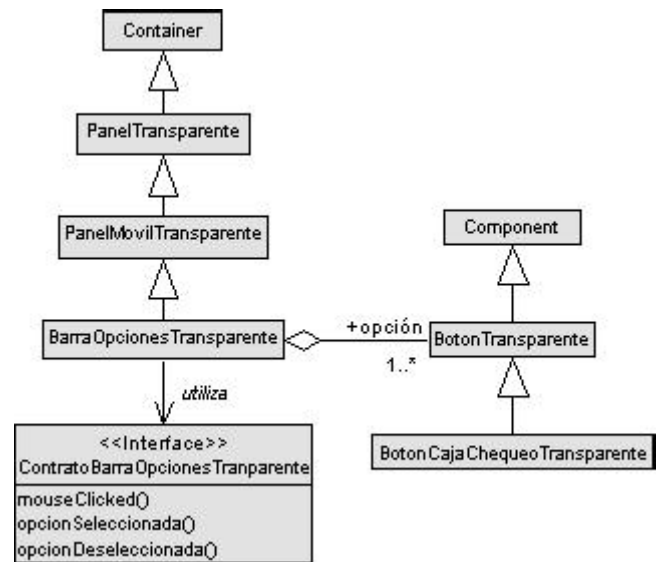 Container
PanelTransparente
PanelMovilTransparente
Component
BarraOpcionesTransparente
+opción
1..*
BotonTransparente
utiliza
<<Interface>>
ContratoBarraOpcionesTranparente
mouseClicked()
opcionSeleccionada()
opcionDeseleccionada()
BotonCajaChequeoTransparente